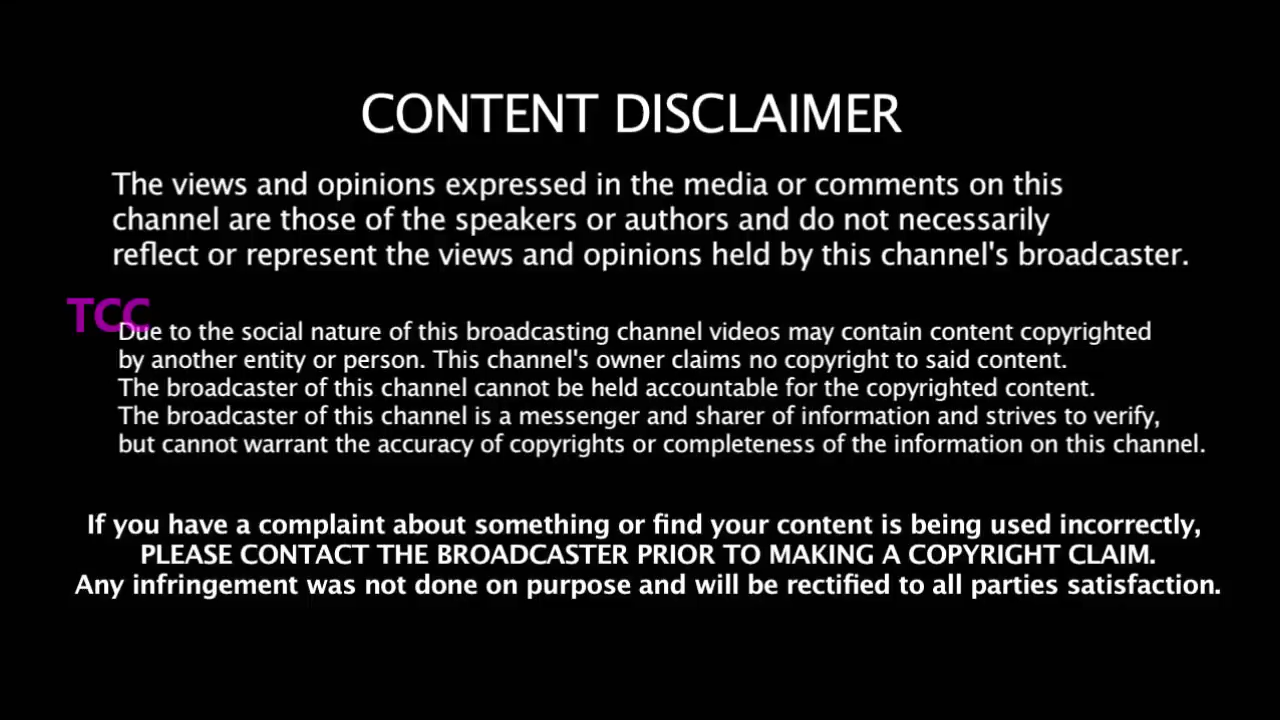 CONTENT DISCLAIMER
The views and opinions expressed in the media or comments on this
channel are those of the speakers or authors and do not necessarily
reflect or represent the views and opinions held by this channel's broadcaster.
TCC
Due to the social nature of this broadcasting channel videos may contain content copyrighted
by another entity or person. This channel's owner claims no copyright to said content.
The broadcaster of this channel cannot be held accountable for the copyrighted content.
The broadcaster of this channel is a messenger and sharer of information and strives to verify,
but cannot warrant the accuracy of copyrights or completeness of the information on this channel.
If you have a complaint about something or find your content is being used incorrectly,
PLEASE CONTACT THE BROADCASTER PRIOR TO MAKING A COPYRIGHT CLAIM.
Any infringement was not done on purpose and will be rectified to all parties satisfaction.